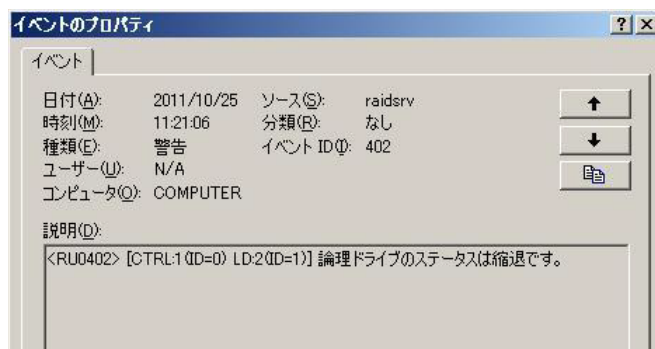 イベントのプロパティ
イベント
日付(A): 2011/10/25 ソース(S): raidsrv
時刻(M): 11:21:06 分類(R): なし
種類(E): 警告 イベント ID(I): 402
ユーザー(U): N/A
コンピュータ(O): COMPUTER
説明(D):
<RU0402> [CTRL:1(ID=0) LD:2(ID=1)] 論理ドライブのステータスは縮退です。